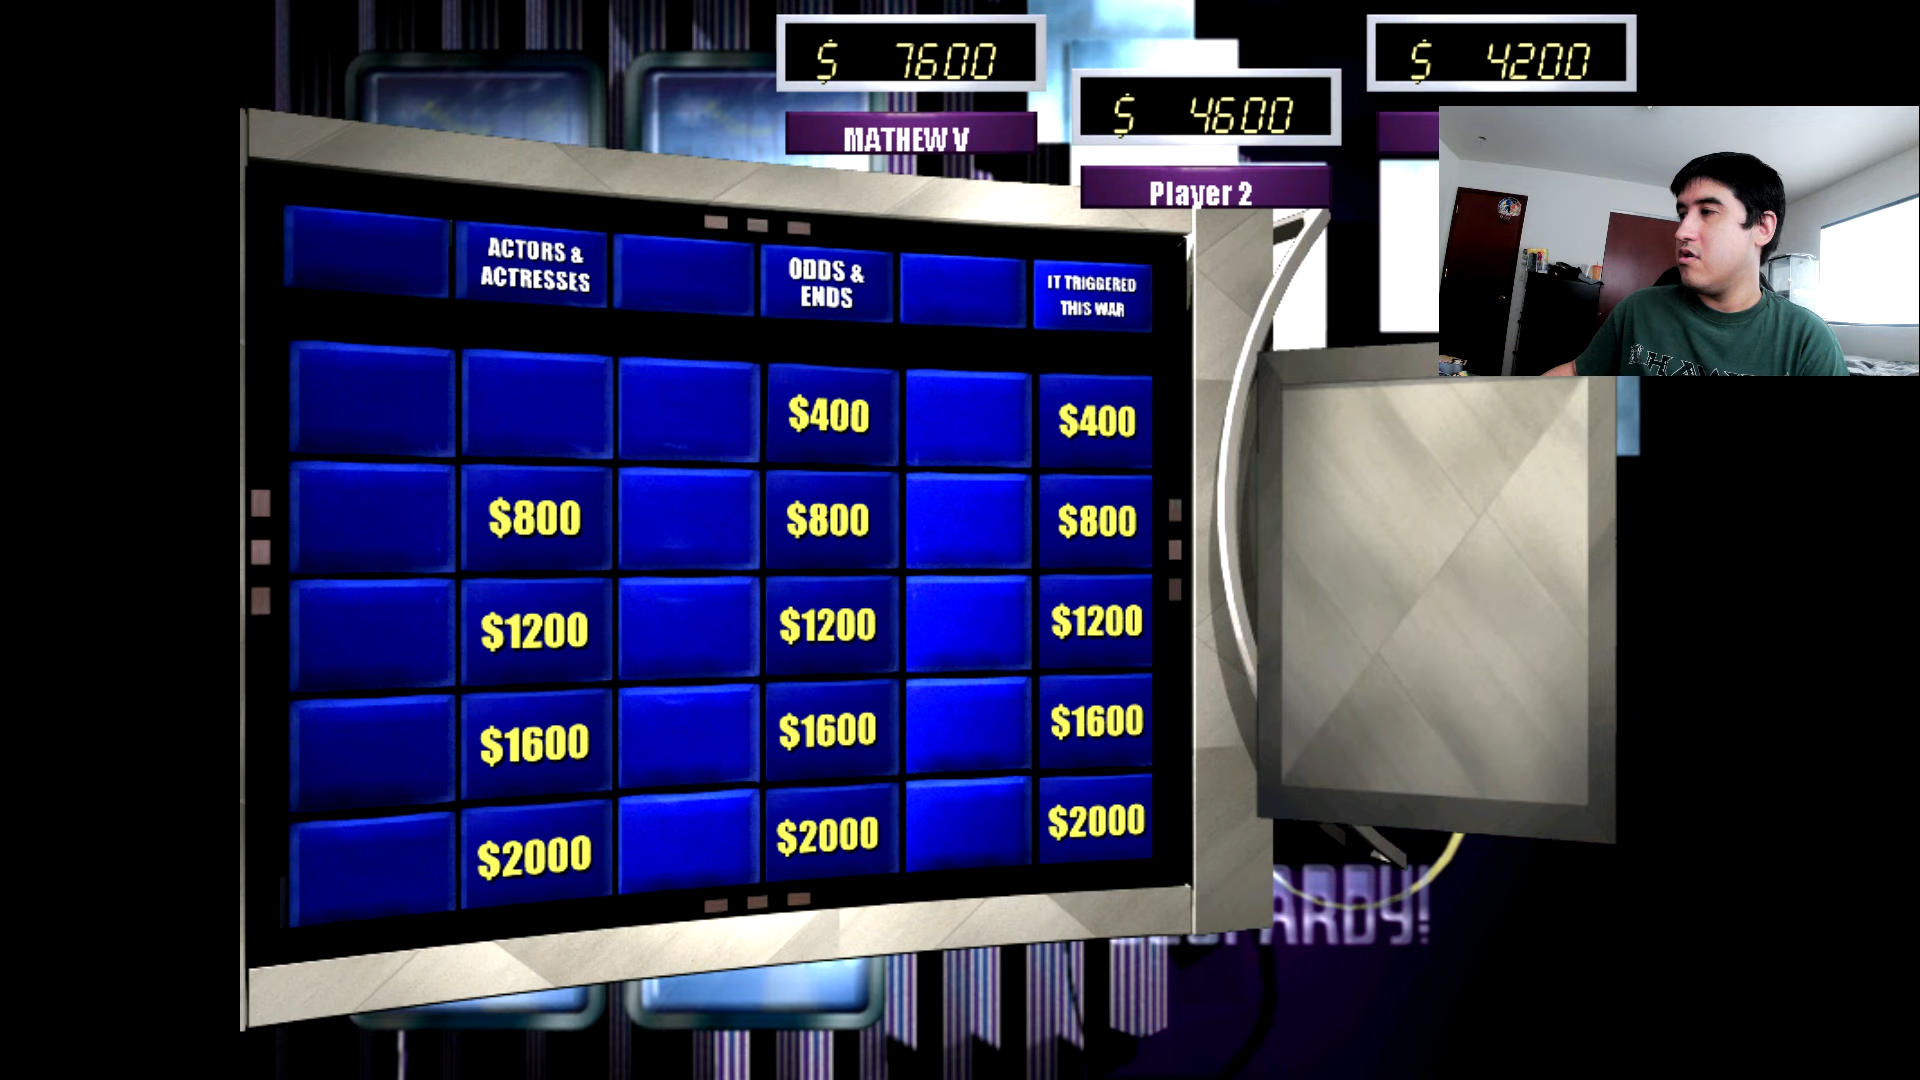 $ 7600
$ 4200
$ 4600
MATHEW V
Player 2
ACTORS &
ACTRESSES
ODDS &
ENDS
IT TRIGGERED
THIS WAR
$400
$400
$800
$800
$800
$1200
$1200
$1200
$1600
$1600
$1600
$2000
$2000
$2000